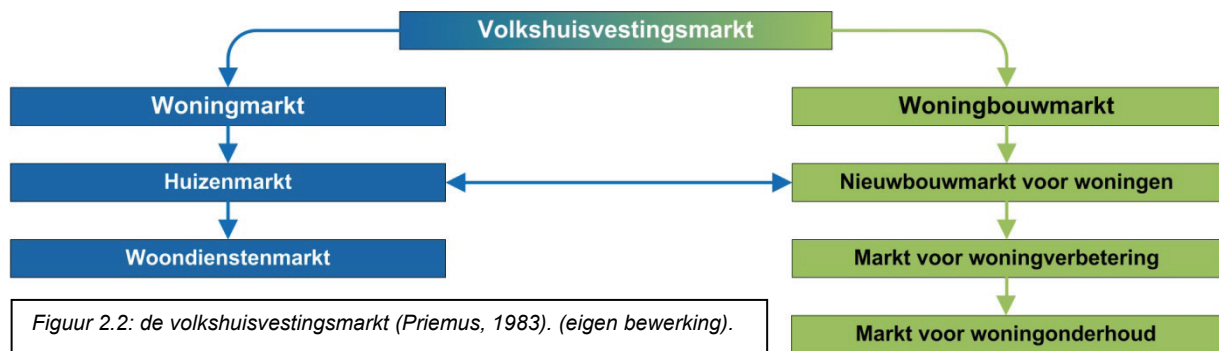 Volkshuisvestingsmarkt
Woningmarkt
Woningbouwmarkt
Huizenmarkt
Nieuwbouwmarkt voor woningen
Woondienstenmarkt
Markt voor woningverbetering
Figuur 2.2: de volkshuisvestingsmarkt (Priemus, 1983). (eigen bewerking).
Markt voor woningonderhoud